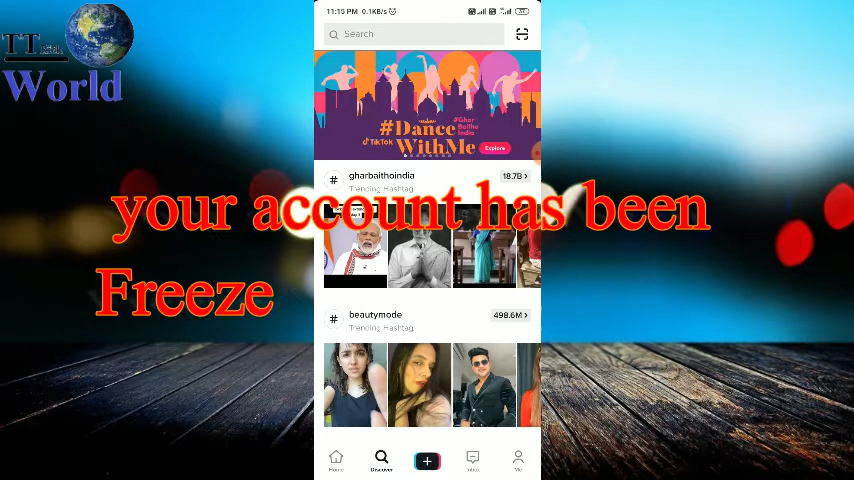 TT
World
11:15 PM 0.1KB/s
Search
#Dance
WithMe
#Ghar
Baitho
India
TikTok
Explore
gharbaithoindia
18.7B >
Trending Hashtag
your account has been
Freeze
beautymode
498.6M >
Trending Hashtag
Home
Discover
Inbox
Me